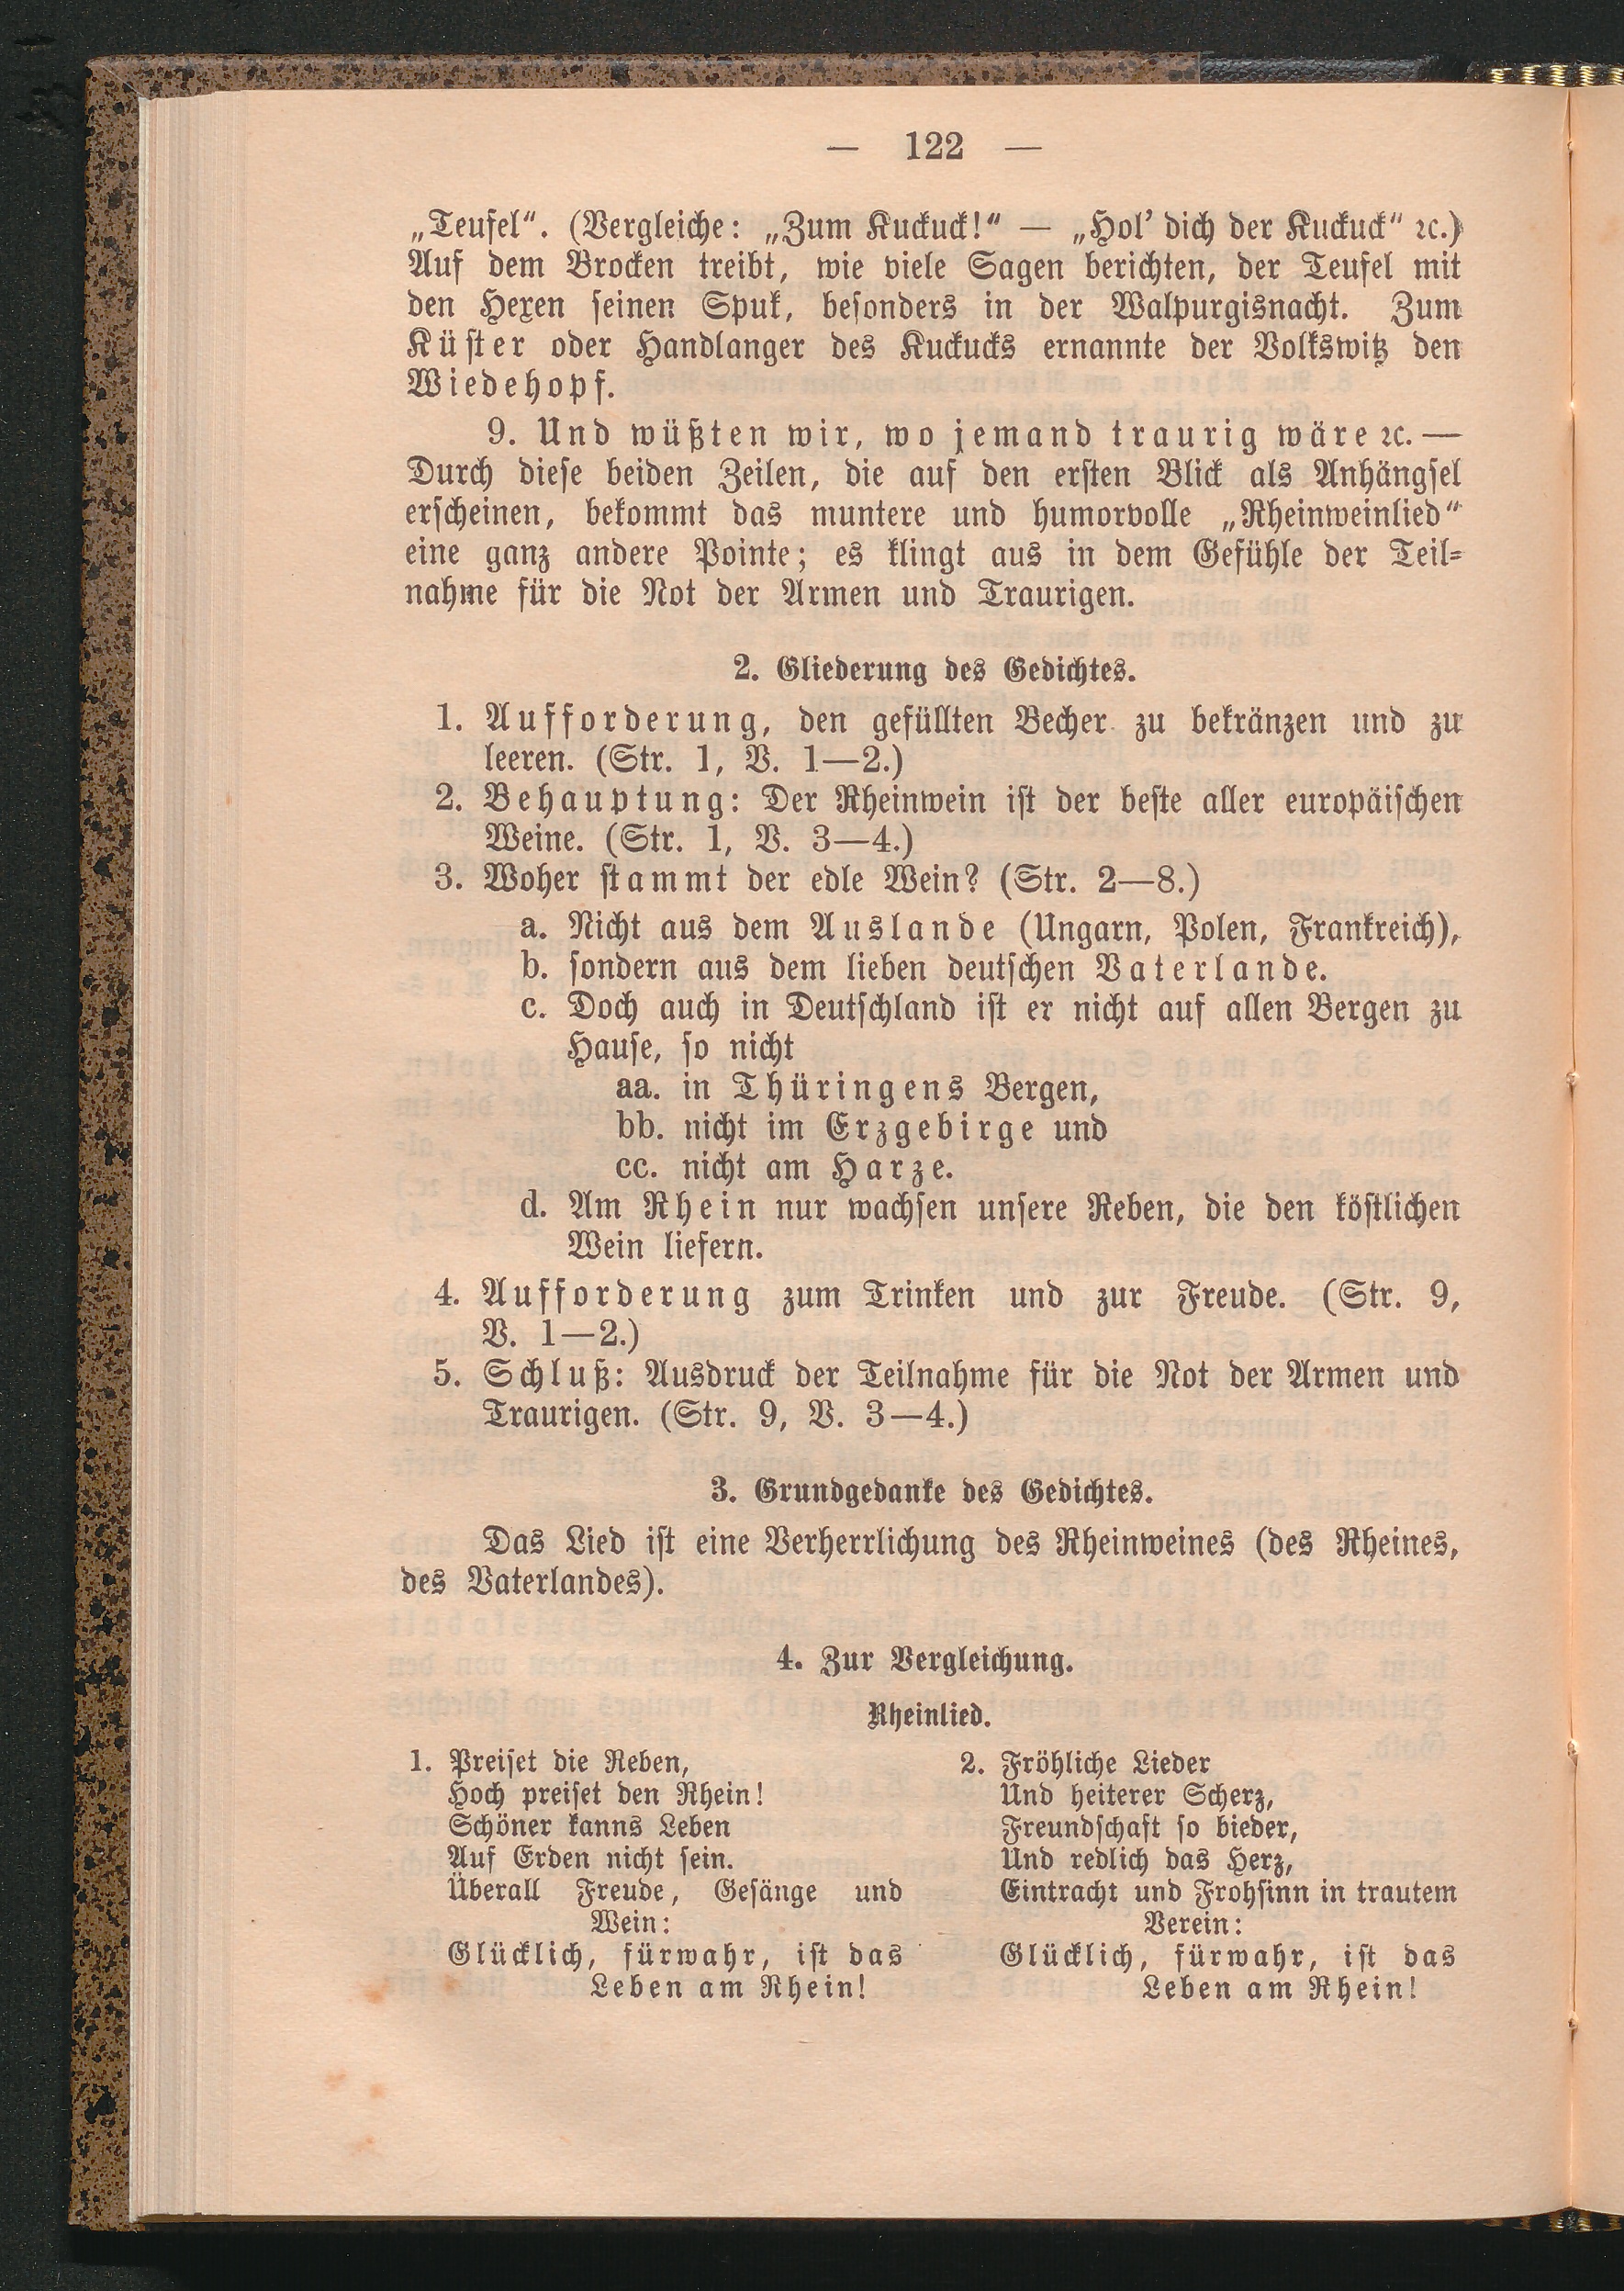 — 122 —
„Teufel“. (Vergleiche: „Zum Kuckuck!“ — „Hol’ dich der Kuckuck“ ꝛc.)
Auf dem Brocken treibt, wie viele Sagen berichten, der Teufel mit
den Hexen seinen Spuk, besonders in der Walpurgisnacht. Zum
Küster oder Handlanger des Kuckucks ernannte der Volkswitz den
Wiedehopf.
9. Und wüßten wir, wo jemand traurig wäre ꝛc. —
Durch diese beiden Zeilen, die auf den ersten Blick als Anhängsel
erscheinen, bekommt das muntere und humorvolle „Rheinweinlied“
eine ganz andere Pointe; es klingt aus in dem Gefühle der Teil-
nahme für die Not der Armen und Traurigen.
2. Gliederung des Gedichtes.
1. Aufforderung, den gefüllten Becher zu bekränzen und zu
leeren. (Str. 1, V. 1—2.)
2. Behauptung: Der Rheinwein ist der beste aller europäischen
Weine. (Str. 1, V. 3—4.)
3. Woher stammt der edle Wein? (Str. 2—8.)
a. Nicht aus dem Auslande (Ungarn, Polen, Frankreich),
b. sondern aus dem lieben deutschen Vaterlande.
c. Doch auch in Deutschland ist er nicht auf allen Bergen zu
Hause, so nicht
aa. in Thüringens Bergen,
bb. nicht im Erzgebirge und
cc. nicht am Harze.
d. Am Rhein nur wachsen unsere Reben, die den köstlichen
Wein liefern.
4. Aufforderung zum Trinken und zur Freude. (Str. 9,
V. 1—2.)
5. Schluß: Ausdruck der Teilnahme für die Not der Armen und
Traurigen. (Str. 9, V. 3—4.)
3. Grundgedanke des Gedichtes.
Das Lied ist eine Verherrlichung des Rheinweines (des Rheines,
des Vaterlandes).
4. Zur Vergleichung.
Rheinlied.
1. Preiset die Reben,
Hoch preiset den Rhein!
Schöner kanns Leben
Auf Erden nicht sein.
Überall Freude, Gesänge und
Wein:
Glücklich, fürwahr, ist das
Leben am Rhein!
2. Fröhliche Lieder
Und heiterer Scherz,
Freundschaft so bieder,
Und redlich das Herz,
Eintracht und Frohsinn in trautem
Verein:
Glücklich, fürwahr, ist das
Leben am Rhein!